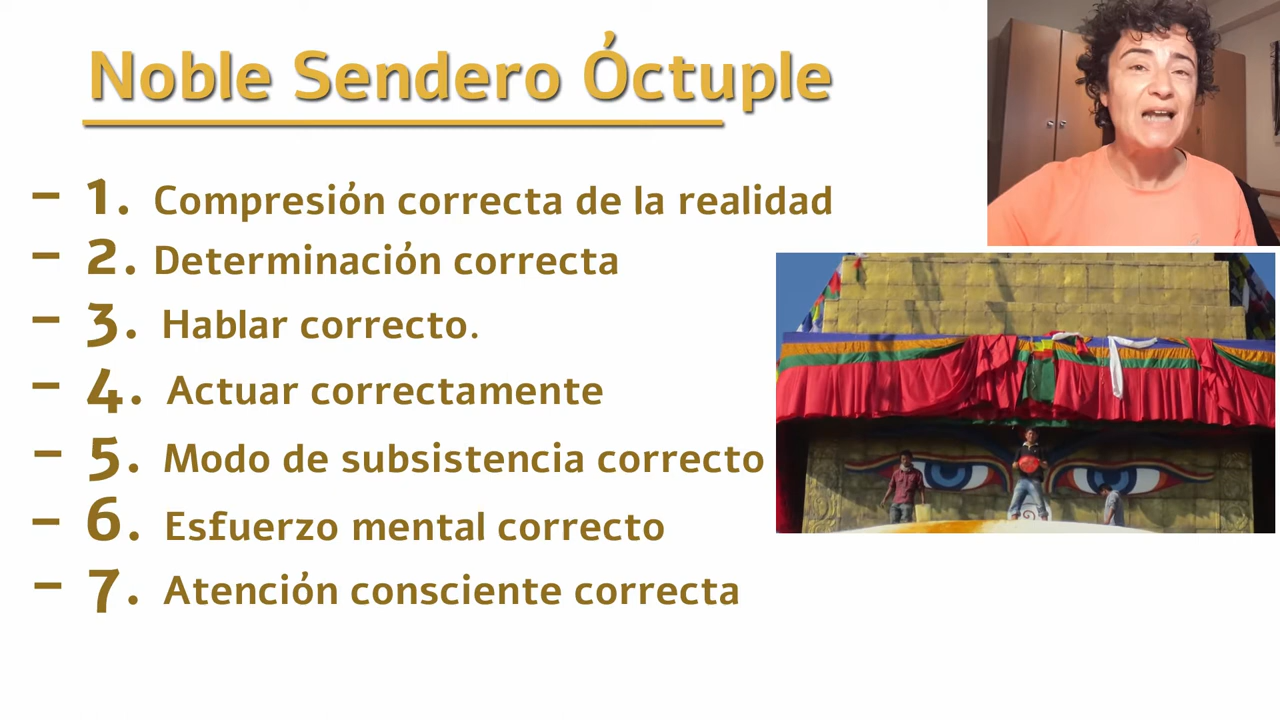 Noble Sendero Óctuple
– 1. Compresión correcta de la realidad
– 2. Determinación correcta
– 3. Hablar correcto.
– 4. Actuar correctamente
– 5. Modo de subsistencia correcto
– 6. Esfuerzo mental correcto
– 7. Atención consciente correcta